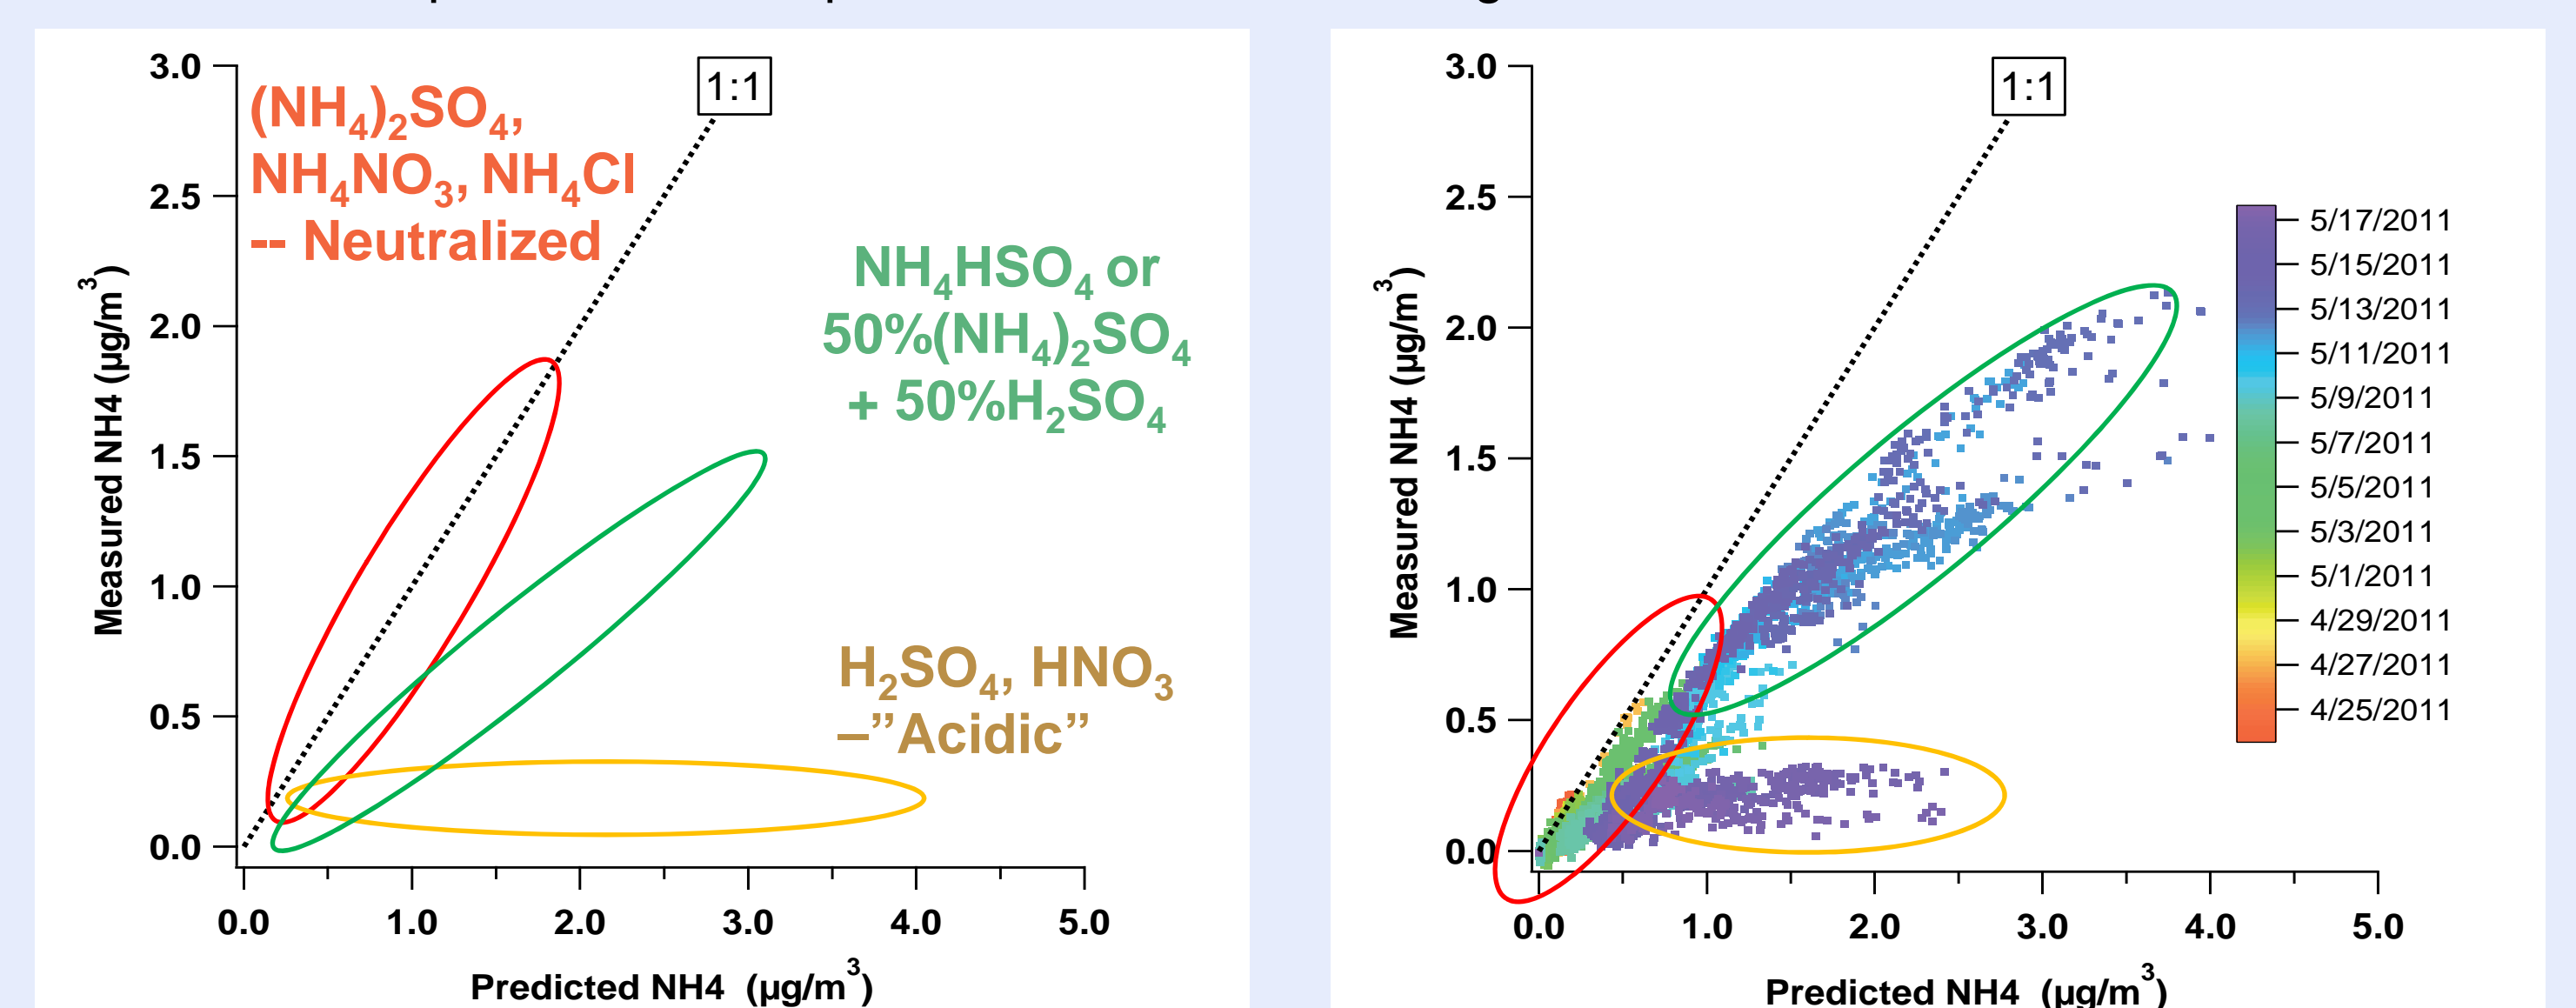 3.0
2.5
2.0
1.5
1.0
0.5
0.0
Measured NH4 (µg/m³)
(NH₄)₂SO₄,
NH₄NO₃, NH₄Cl
-- Neutralized
1:1
NH₄HSO₄ or
50%(NH₄)₂SO₄
+ 50%H₂SO₄
H₂SO₄, HNO₃
–”Acidic”
0.0 1.0 2.0 3.0 4.0 5.0
Predicted NH4 (µg/m³)
3.0
2.5
2.0
1.5
1.0
0.5
0.0
Measured NH4 (µg/m³)
1:1
5/17/2011
5/15/2011
5/13/2011
5/11/2011
5/9/2011
5/7/2011
5/5/2011
5/3/2011
5/1/2011
4/29/2011
4/27/2011
4/25/2011
0.0 1.0 2.0 3.0 4.0 5.0
Predicted NH4 (µg/m³)